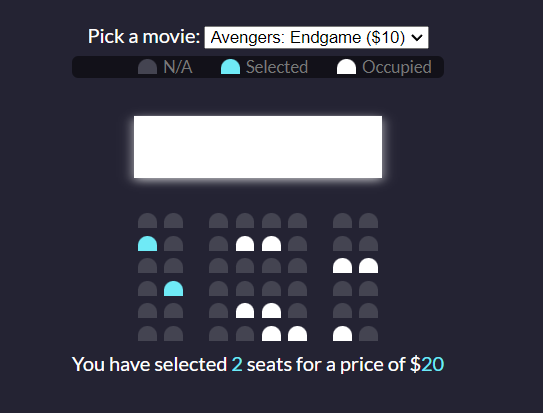 Pick a movie: Avengers: Endgame ($10)
N/A Selected Occupied
You have selected 2 seats for a price of $20